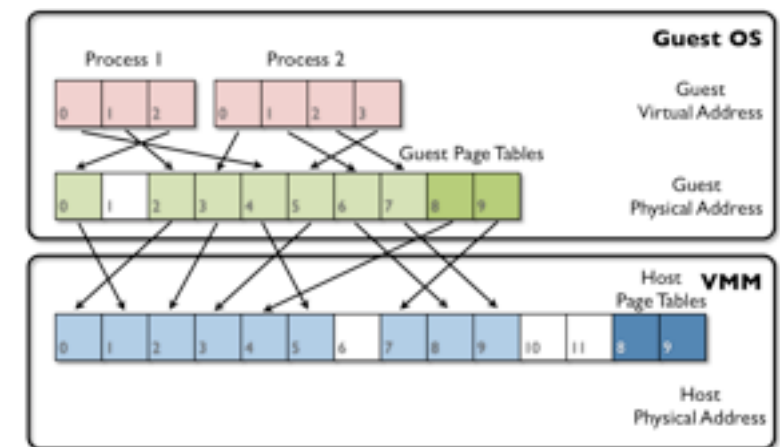 Guest OS
Process 1 Process 2
Guest
Virtual Address
0 1 2 0 1 2 3
Guest Page Tables
Guest
Physical Address
0 1 2 3 4 5 6 7 8 9
Host VMM
Page Tables
0 1 2 3 4 5 6 7 8 9 10 11 8 9
Host
Physical Address